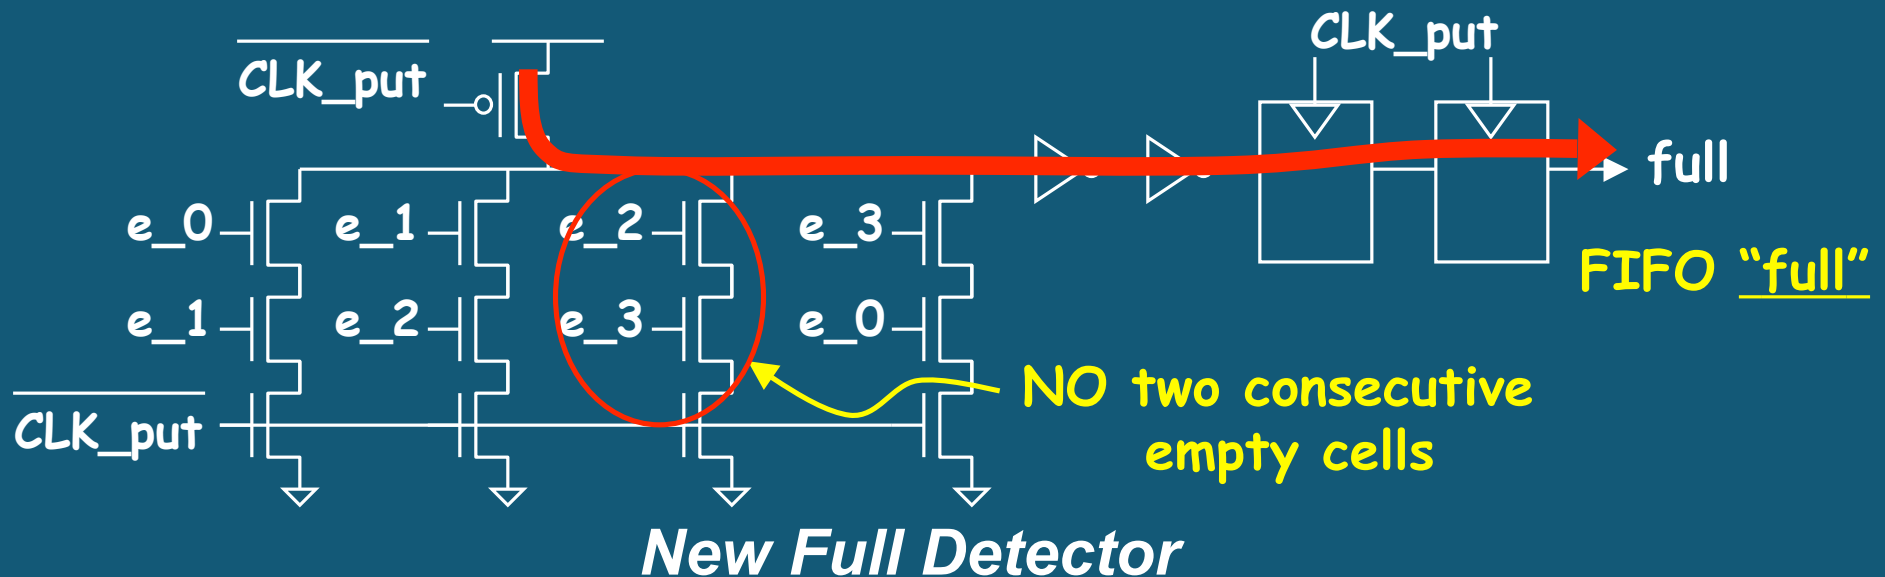 CLK_put
CLK_put
full
e_0
e_1
e_2
e_3
FIFO “full”
e_1
e_2
e_3
e_0
NO two consecutive
empty cells
CLK_put
New Full Detector